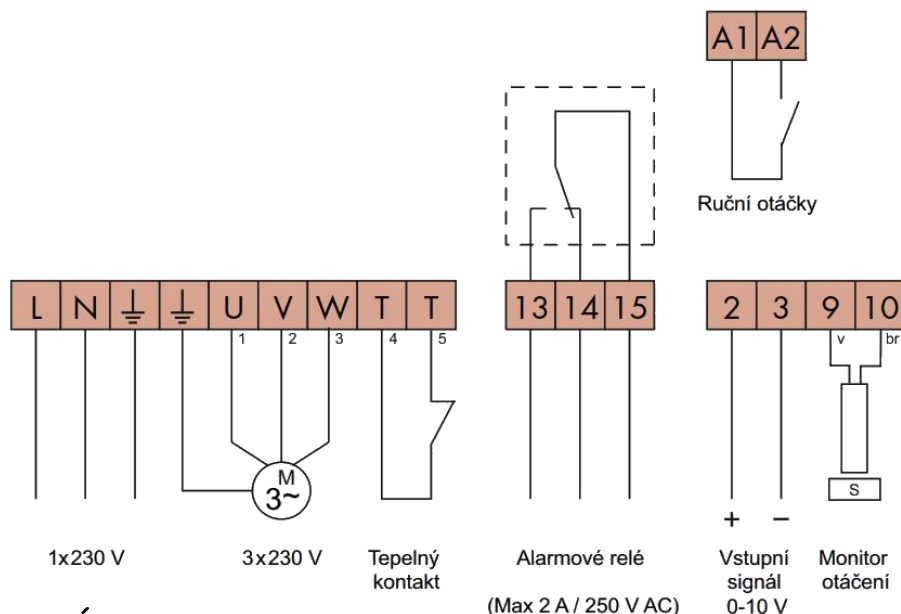 A1 A2
Ruční otáčky
L N U V W T T 13 14 15 2 3 9 10
1 2 3 4 5 v br
M
3~
S
+ −
1x230 V 3x230 V Tepelný kontakt
Alarmové relé
(Max 2 A / 250 V AC)
Vstupní signál 0-10 V
Monitor otáčení